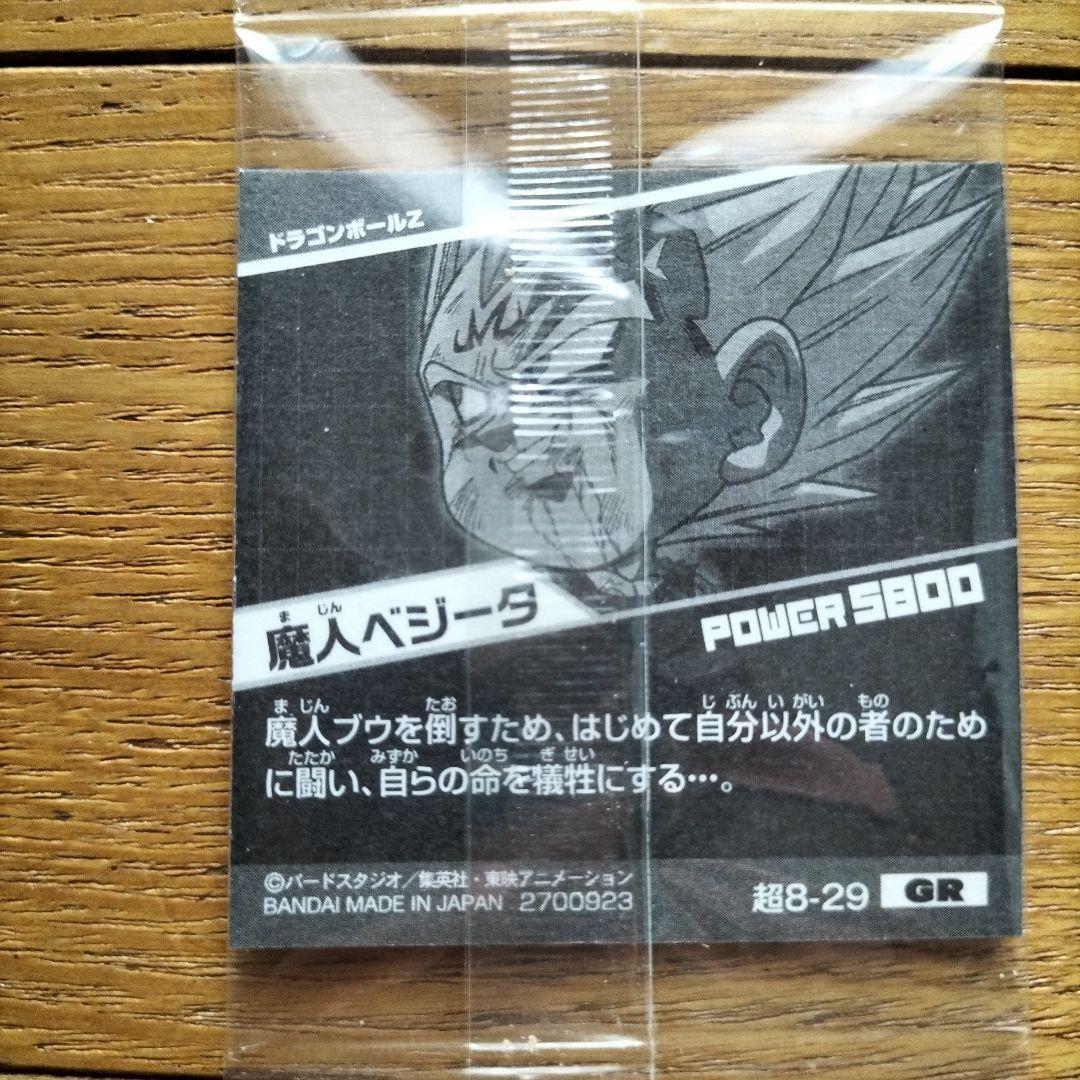 ドラゴンボールZ
魔人ベジータ
まじん
POWER 5800
まじん たお じぶんいがい もの
魔人ブウを倒すため、はじめて自分以外の者のため
たたか みずか いのち ぎせい
に闘い、自らの命を犠牲にする…。
©バードスタジオ/集英社・東映アニメーション
BANDAI MADE IN JAPAN 2700923
超8-29 GR